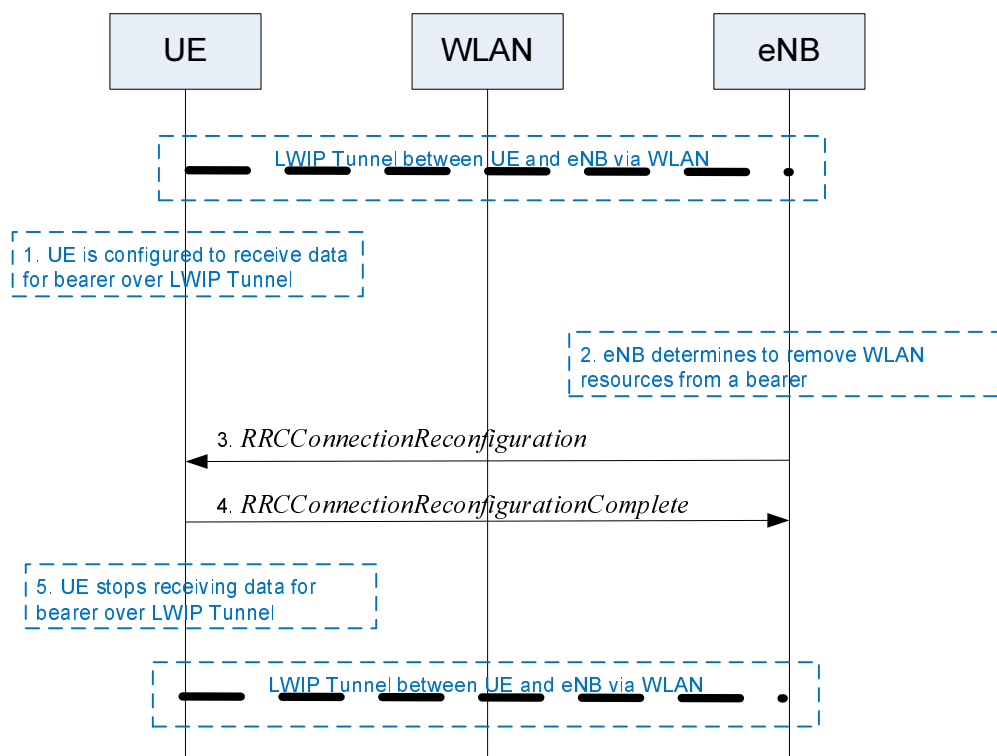 UE
WLAN
eNB
LWIP Tunnel between UE and eNB via WLAN
1. UE is configured to receive data
for bearer over LWIP Tunnel
2. eNB determines to remove WLAN
resources from a bearer
3. RRCConnectionReconfiguration
4. RRCConnectionReconfigurationComplete
5. UE stops receiving data for
bearer over LWIP Tunnel
LWIP Tunnel between UE and eNB via WLAN